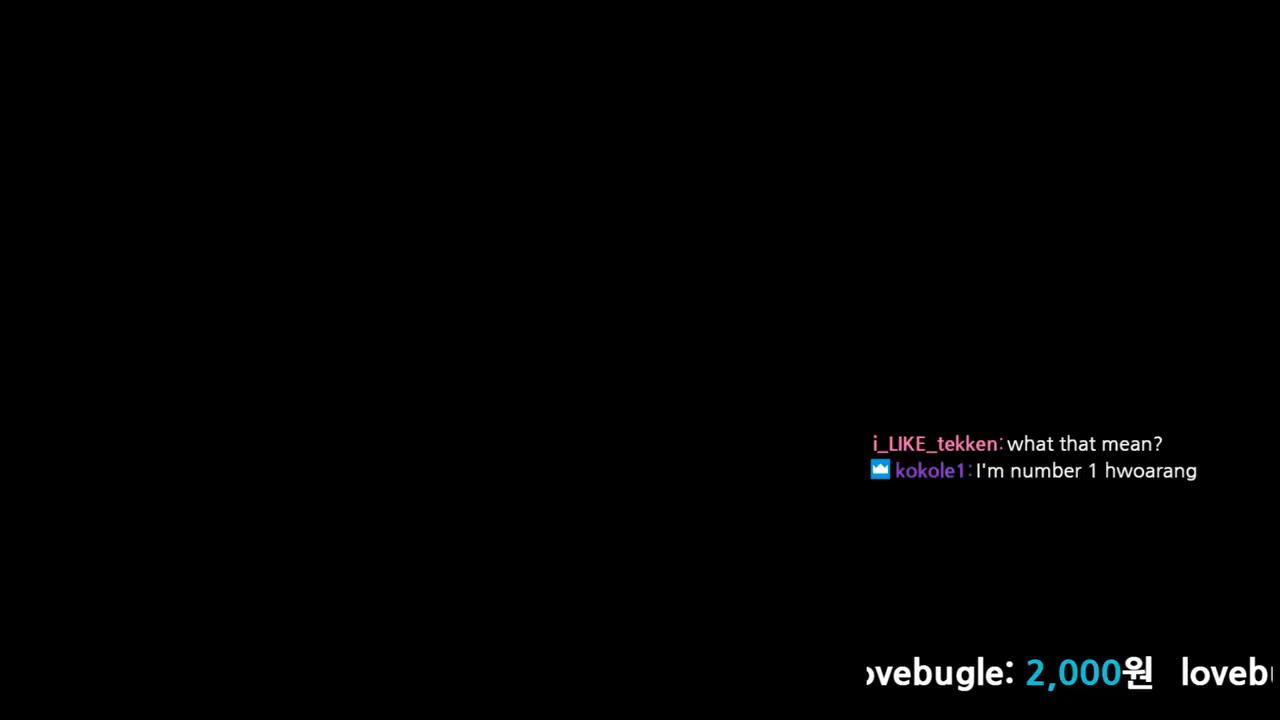 i_LIKE_tekken: what that mean?
kokole1: I'm number 1 hwoarang
ovebugle: 2,000원 lovebu